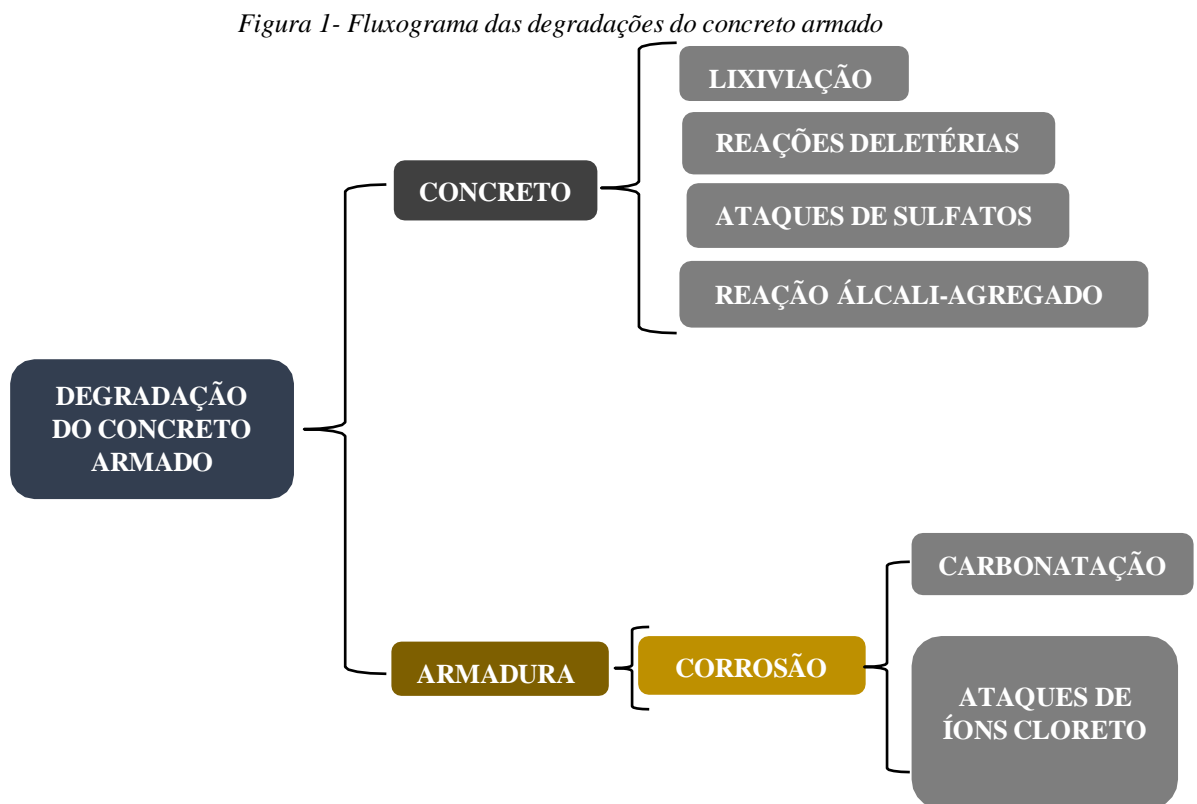 Figura 1- Fluxograma das degradações do concreto armado
LIXIVIAÇÃO
REAÇÕES DELETÉRIAS
CONCRETO
ATAQUES DE SULFATOS
REAÇÃO ÁLCALI-AGREGADO
DEGRADAÇÃO
DO CONCRETO
ARMADO
CARBONATAÇÃO
ARMADURA
CORROSÃO
ATAQUES DE
ÍONS CLORETO